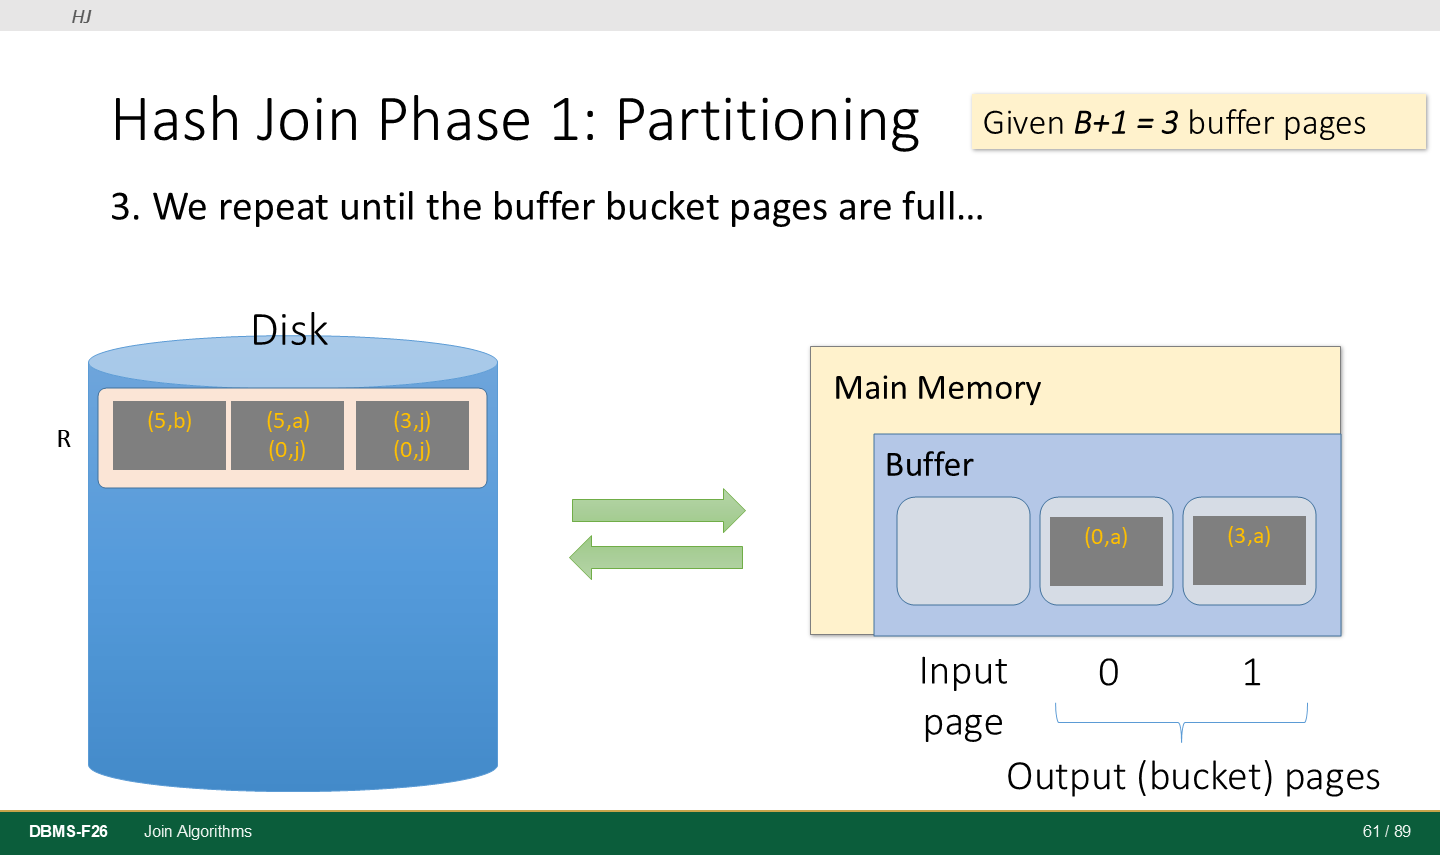 HJ
Hash Join Phase 1: Partitioning
Given B+1 = 3 buffer pages
3. We repeat until the buffer bucket pages are full…
Disk
R
(5,b)
(5,a)
(0,j)
(3,j)
(0,j)
Main Memory
Buffer
(0,a)
(3,a)
Input
page
0
1
Output (bucket) pages
DBMS-F26
Join Algorithms
61 / 89